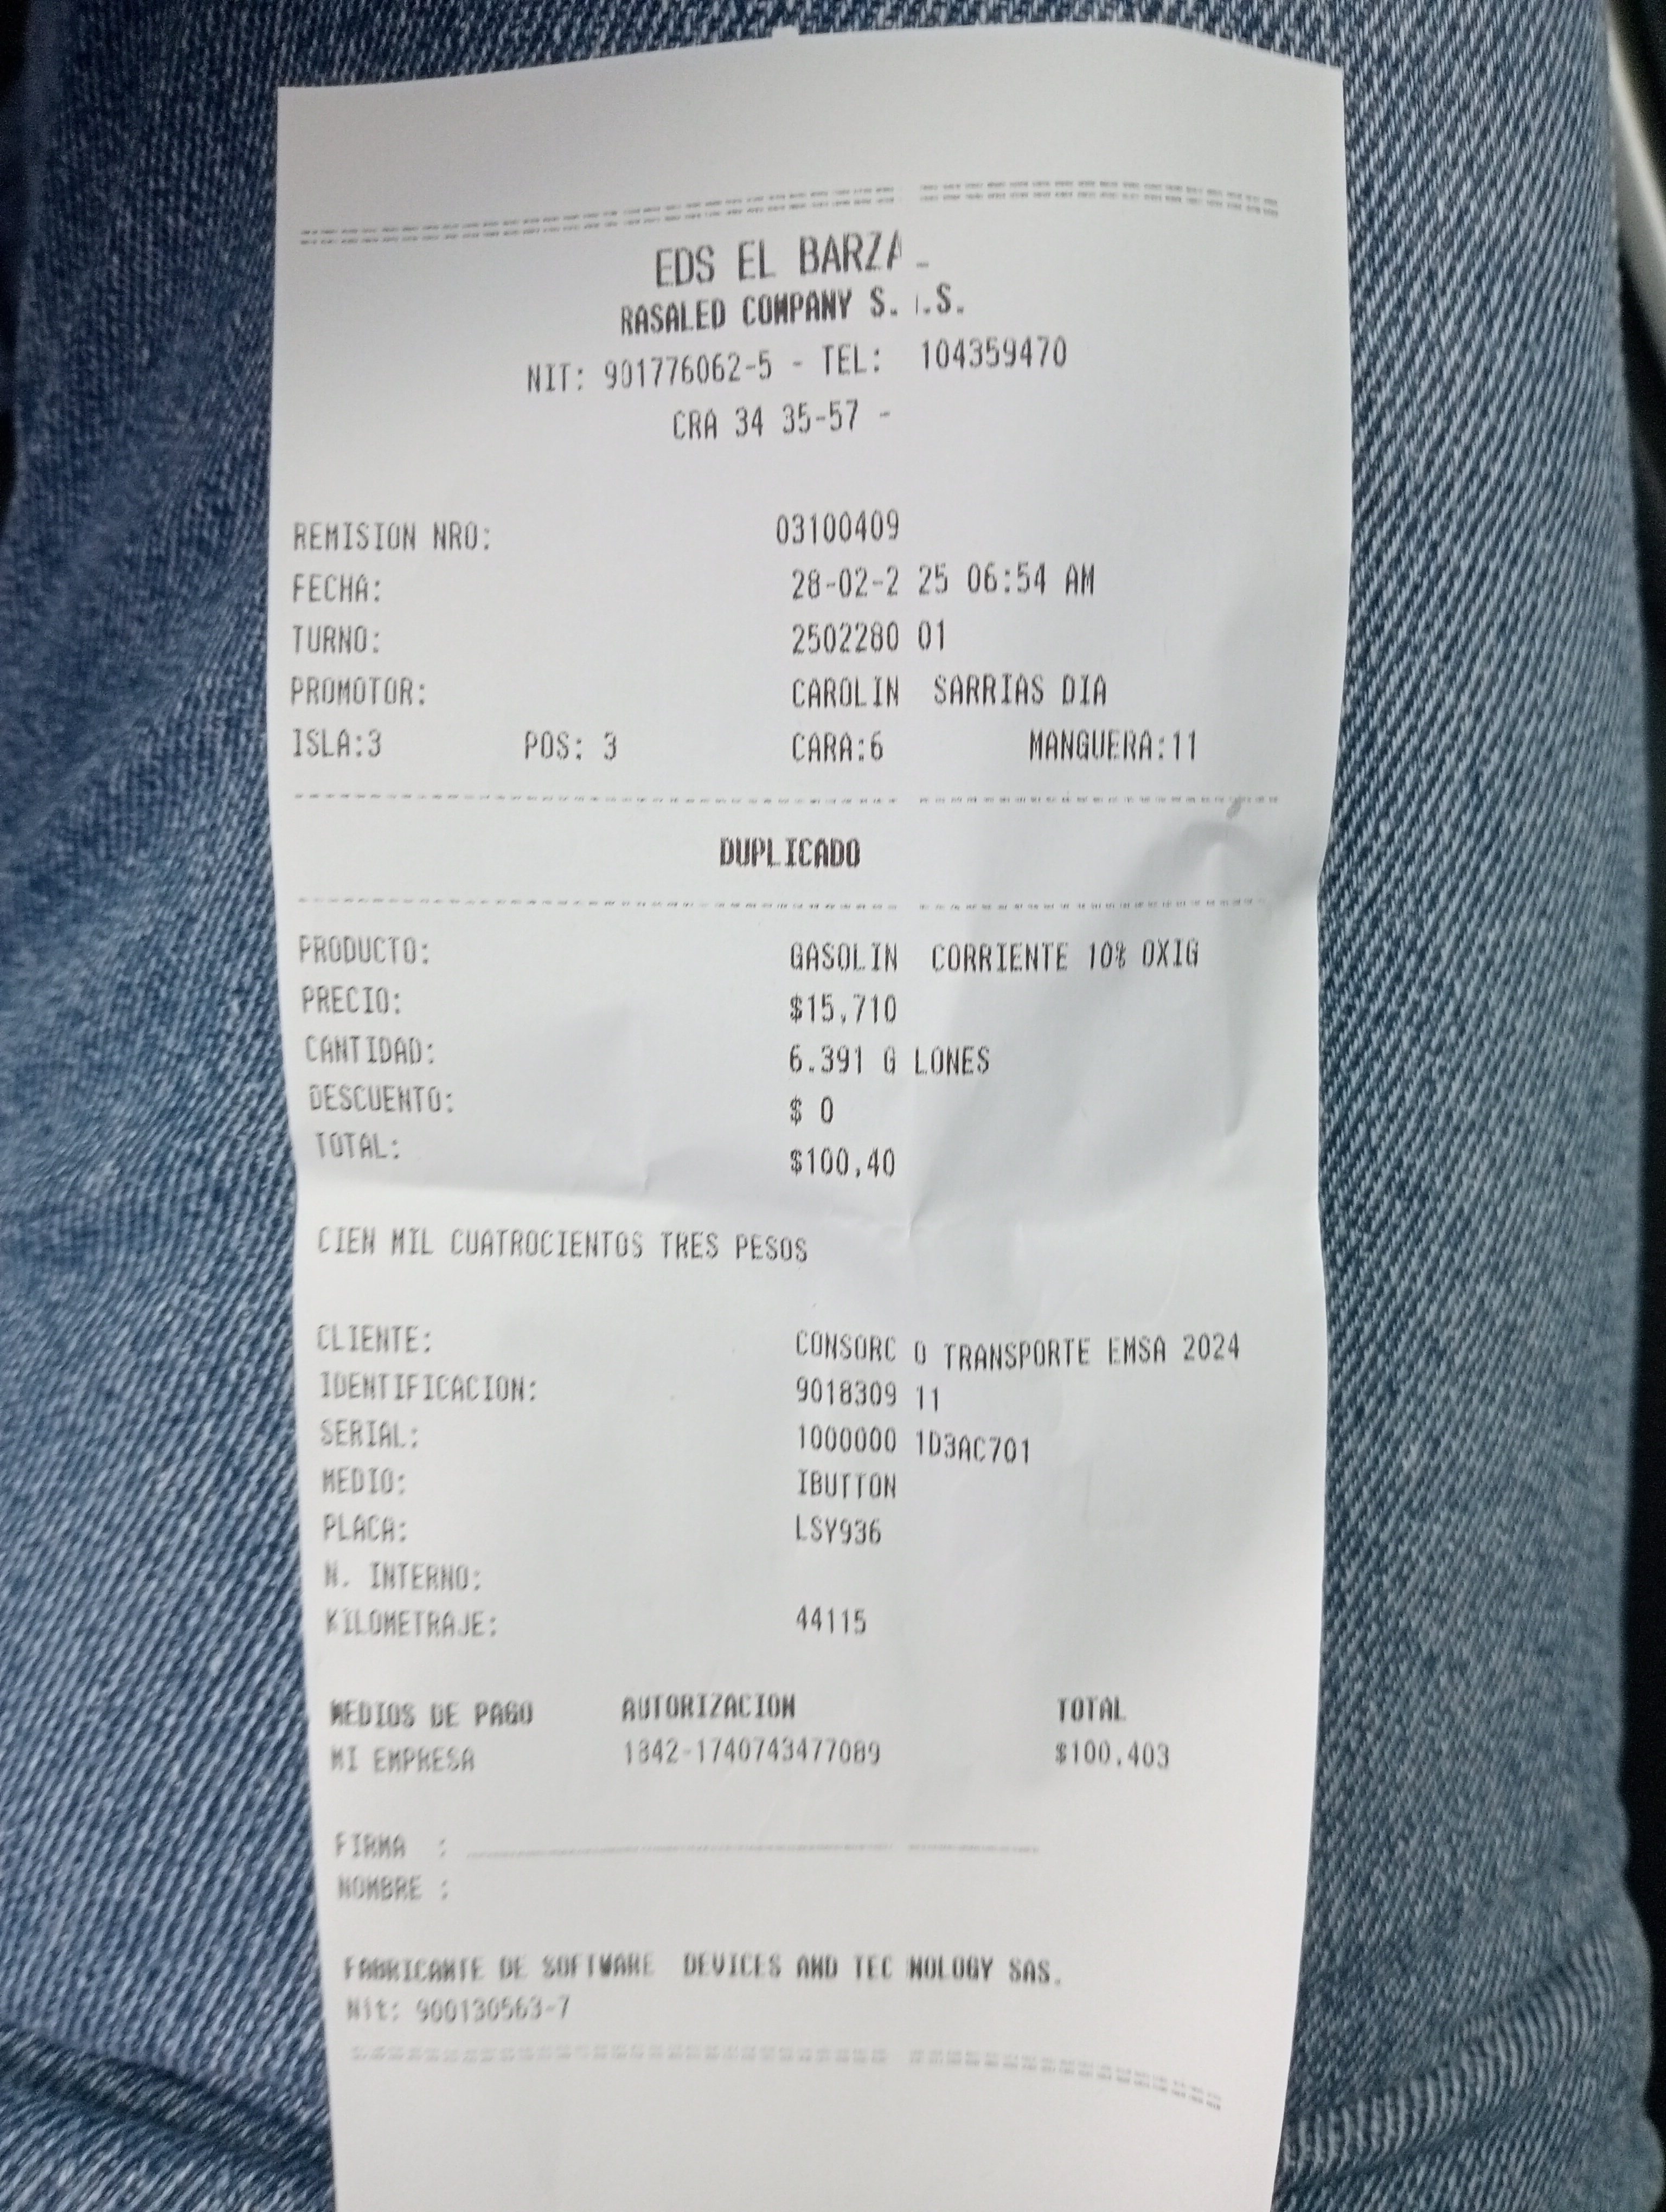 EDS EL BARZA
RASALED COMPANY S. .S.
NIT: 901776062-5 - TEL: 104359470
CRA 34 35-57 -
REMISION NRO: 03100409
FECHA: 28-02-2 25 06:54 AM
TURNO: 2502280 01
PROMOTOR: CAROLIN SARRIAS DIA
ISLA:3 POS: 3 CARA:6 MANGUERA:11
DUPLICADO
PRODUCTO: GASOLIN CORRIENTE 10% OXIG
PRECIO: $15,710
CANTIDAD: 6.391 G LONES
DESCUENTO: $ 0
TOTAL: $100,40
CIEN MIL CUATROCIENTOS TRES PESOS
CLIENTE: CONSORC O TRANSPORTE EMSA 2024
IDENTIFICACION: 9018309 11
SERIAL: 1000000 1D3AC701
MEDIO: IBUTTON
PLACA: LSY936
N. INTERNO:
KILOMETRAJE: 44115
MEDIOS DE PAGO AUTORIZACION TOTAL
MI EMPRESA 1842-1740743477089 $100,403
FIRMA :
NOMBRE :
FABRICANTE DE SOFTWARE DEVICES AND TEC NOLOGY SAS.
Nit: 900130563-7